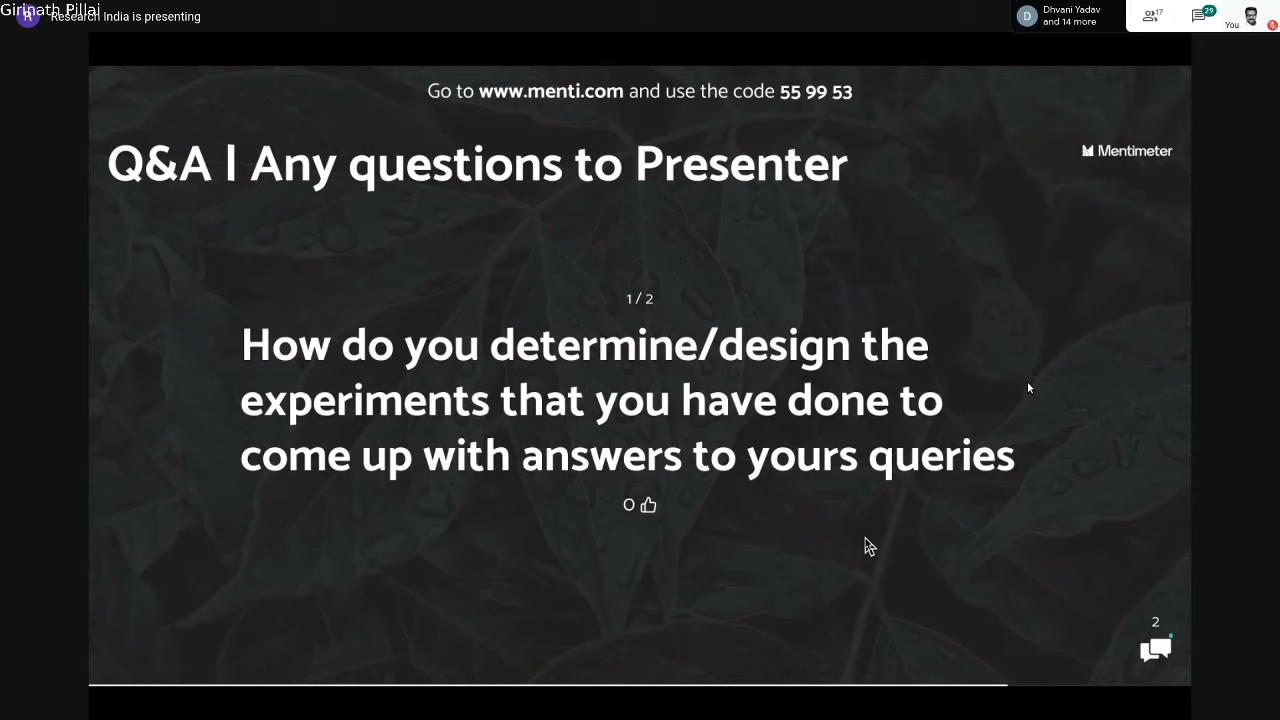 Girinath Pillai
R
Research India is presenting
D
Dhvani Yadav
and 14 more
17
29
You
Go to www.menti.com and use the code 55 99 53
Q&A | Any questions to Presenter
Mentimeter
1 / 2
How do you determine/design the
experiments that you have done to
come up with answers to yours queries
0
2